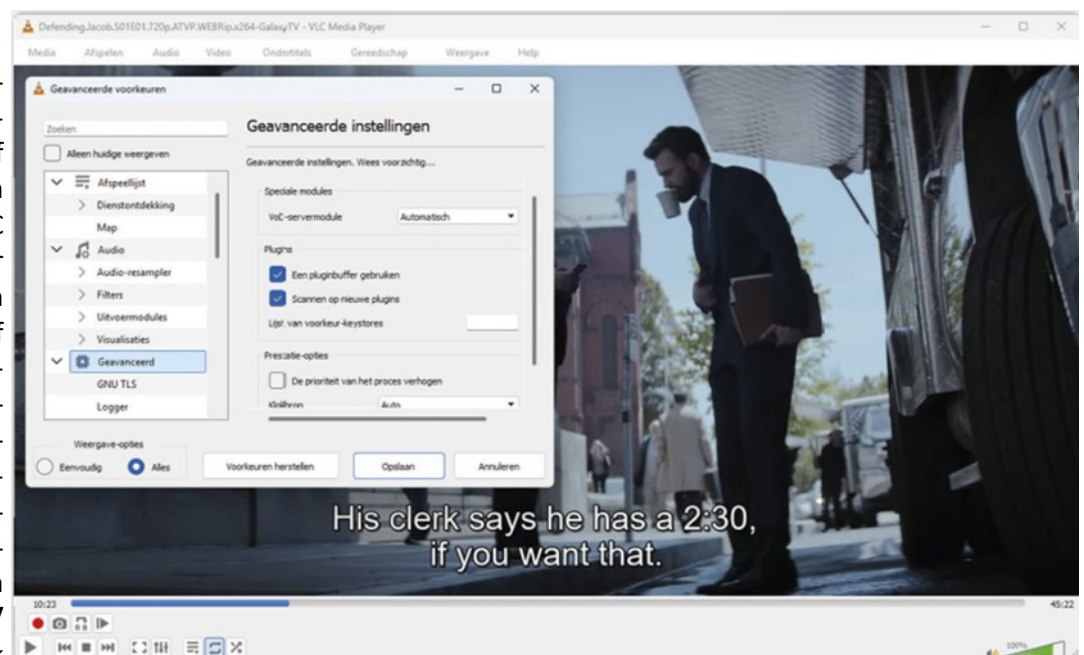 Defending.Jacob.S01E01.720p.ATVP.WEBRip.x264-GalaxyTV - VLC Media Player
Media Afspelen Audio Video Ondertitels Gereedschap Weergave Help
Geavanceerde voorkeuren
Zoeken
Alleen huidige weergeven
Afspeellijst
Dienstontdekking
Map
Audio
Audio-resampler
Filters
Uitvoermodules
Visualisaties
Geavanceerd
GNU TLS
Logger
Geavanceerde instellingen
Geavanceerde instellingen. Wees voorzichtig...
Speciale modules
VoD-servermodule Automatisch
Plugins
Een pluginbuffer gebruiken
Scannen op nieuwe plugins
Lijst van voorkeur-keystores
Prestatie-opties
De prioriteit van het proces verhogen
Klokbron Auto
Weergave-opties
Eenvoudig Alles
Voorkeuren herstellen Opslaan Annuleren
His clerk says he has a 2:30,
if you want that.
10:23 45:22
100%